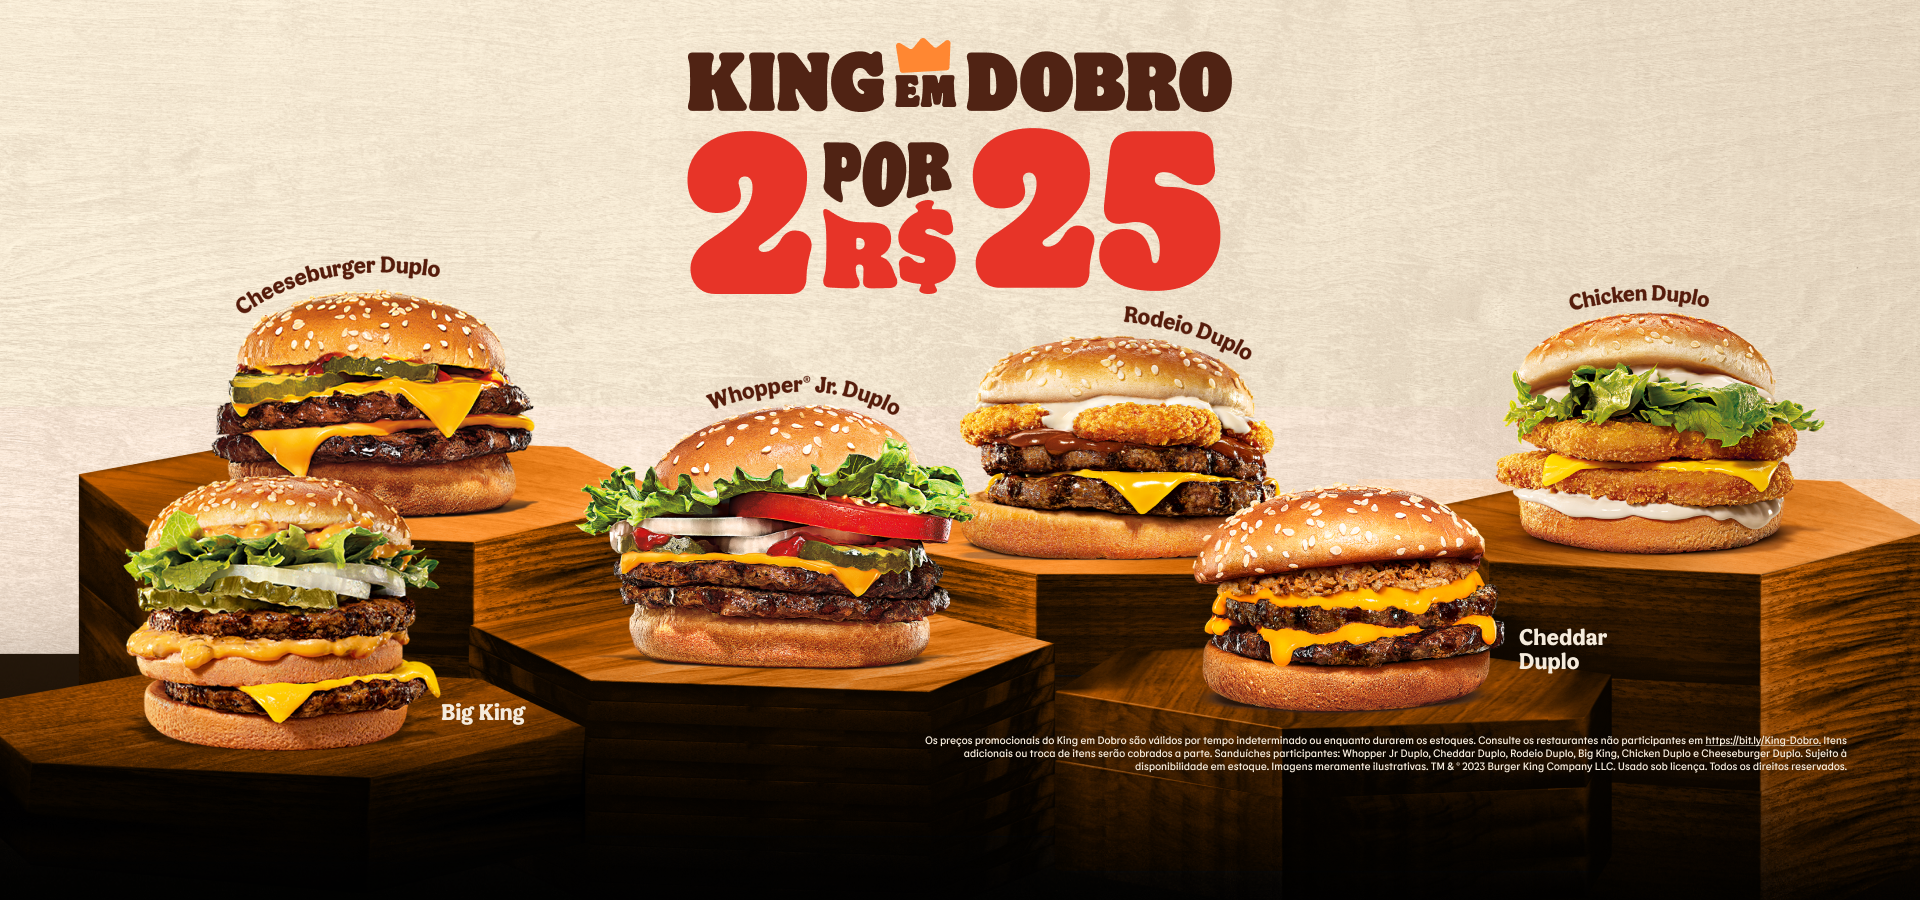 KING EM DOBRO
2 POR R$ 25
Cheeseburger Duplo
Chicken Duplo
Rodeio Duplo
Whopper® Jr. Duplo
Cheddar
Duplo
Big King
Os preços promocionais do King em Dobro são válidos por tempo indeterminado ou enquanto durarem os estoques. Consulte os restaurantes não participantes em https://bit.ly/King-Dobro. Itens
adicionais ou troca de itens serão cobrados a parte. Sanduíches participantes: Whopper Jr Duplo, Cheddar Duplo, Rodeio Duplo, Big King, Chicken Duplo e Cheeseburger Duplo. Sujeito à
disponibilidade em estoque. Imagens meramente ilustrativas. TM & ® 2023 Burger King Company LLC. Usado sob licença. Todos os direitos reservados.